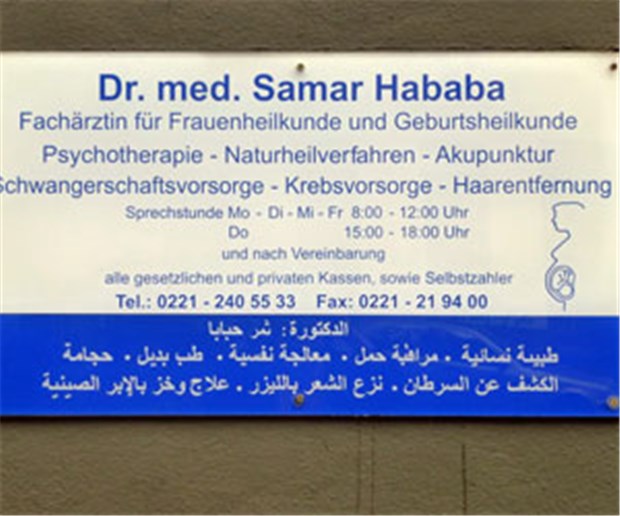 Dr. med. Samar Hababa
Fachärztin für Frauenheilkunde und Geburtsheilkunde
Psychotherapie - Naturheilverfahren - Akupunktur
Schwangerschaftsvorsorge - Krebsvorsorge - Haarentfernung
Sprechstunde Mo - Di - Mi - Fr 8:00 - 12:00 Uhr
Do 15:00 - 18:00 Uhr
und nach Vereinbarung
alle gesetzlichen und privaten Kassen, sowie Selbstzahler
Tel.: 0221 - 240 55 33 Fax: 0221 - 21 94 00
الدكتورة: ثمر حبابا
طبيبة نسائية . مراقبة حمل . معالجة نفسية . طب بديل . حجامة
الكشف عن السرطان . نزع الشعر بالليزر . علاج وخز بالإبر الصينية